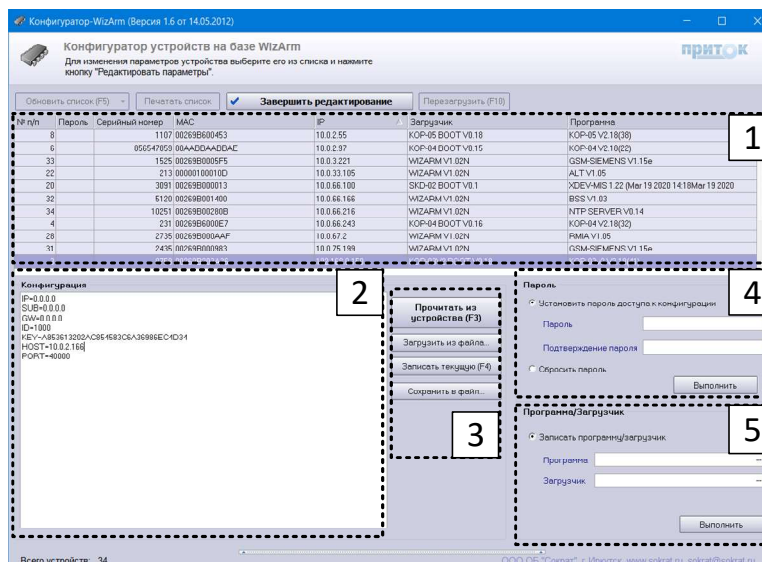 Конфигуратор-WizArm (Версия 1.6 от 14.05.2012)
Конфигуратор устройств на базе WizArm
Для изменения параметров устройства выберите его из списка и нажмите
кнопку "Редактировать параметры".
приток
Обновить список (F5) Печатать список Завершить редактирование Перезагрузить (F10)
№ п/п Пароль Серийный номер MAC IP Загрузчик Программа
8 1107 00269B600453 10.0.2.55 KOP-05 BOOT V0.18 KOP-05 V2.18(38)
6 056547059 00AADDAADDAE 10.0.2.97 KOP-04 BOOT V0.15 KOP-04 V2.10(22)
33 1525 00269B0005F5 10.0.3.221 WIZARM V1.02N GSM-SIEMENS V1.15e
22 213 00000100010D 10.0.33.105 WIZARM V1.02N ALT V1.05
20 3091 00269B000013 10.0.66.100 SKD-02 BOOT V0.1 XDEV-MIS 1.22 (Mar 19 2020 14:18Mar 19 2020
32 5120 00269B001400 10.0.66.166 WIZARM V1.02N BSS V1.03
34 10251 00269B00280B 10.0.66.216 WIZARM V1.02N NTP SERVER V0.14
4 231 00269B6000E7 10.0.66.243 KOP-04 BOOT V0.16 KOP-04 V2.18(32)
28 2735 00269B000AAF 10.0.67.2 WIZARM V1.02N RMIA V1.05
31 2435 00269B000983 10.0.75.199 WIZARM V1.02N GSM-SIEMENS V1.15e
1
Конфигурация
IP=0.0.0.0
SUB=0.0.0.0
GW=0.0.0.0
ID=1000
KEY=A853613202AC854583C6A36986EC4D34
HOST=10.0.2.166
PORT=40000
2
Прочитать из
устройства (F3)
Загрузить из файла...
Записать текущую (F4)
Сохранить в файл...
3
Пароль
Установить пароль доступа к конфигурации
Пароль
Подтверждение пароля
Сбросить пароль
Выполнить
4
Программа/Загрузчик
Записать программу/загрузчик
Программа ...
Загрузчик ...
Выполнить
5
Всего устройств: 34
ООО ОБ "Сократ", г. Иркутск, www.sokrat.ru, sokrat@sokrat.ru